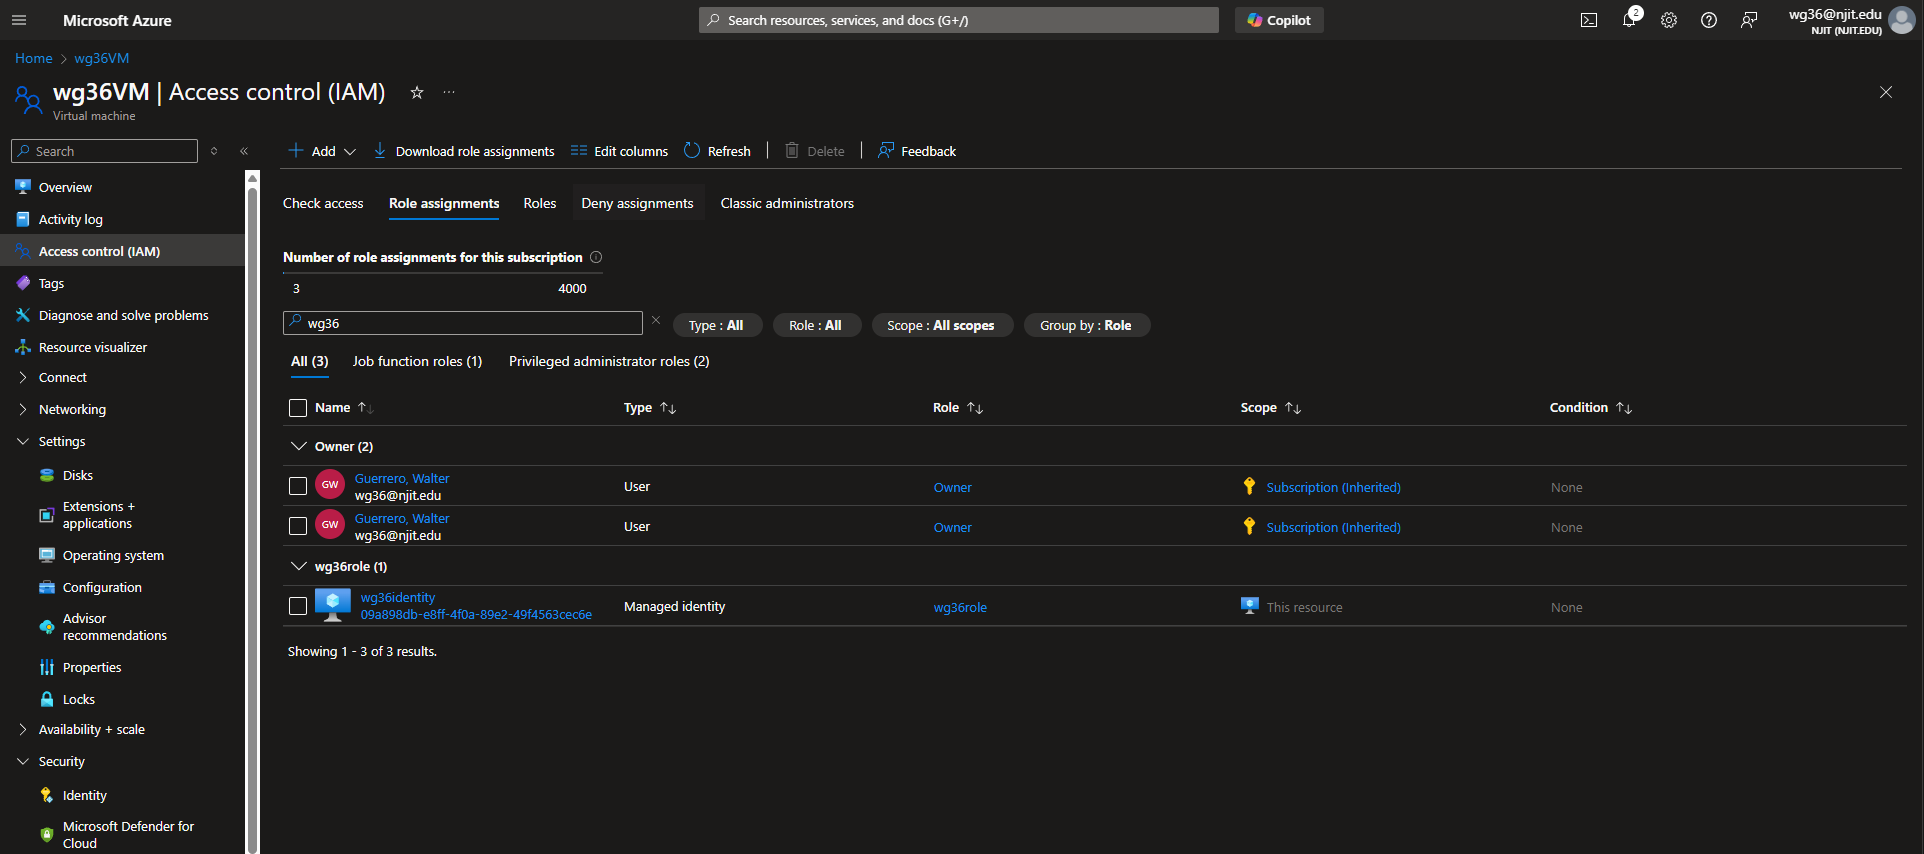 Microsoft Azure
Search resources, services, and docs (G+/)
Copilot
2
wg36@njit.edu
NJIT (NJIT.EDU)
Home > wg36VM
wg36VM | Access control (IAM)
Virtual machine
Search
Overview
Activity log
Access control (IAM)
Tags
Diagnose and solve problems
Resource visualizer
Connect
Networking
Settings
Disks
Extensions +
applications
Operating system
Configuration
Advisor
recommendations
Properties
Locks
Availability + scale
Security
Identity
Microsoft Defender for
Cloud
Add
Download role assignments
Edit columns
Refresh
Delete
Feedback
Check access
Role assignments
Roles
Deny assignments
Classic administrators
Number of role assignments for this subscription
3 4000
wg36
Type : All
Role : All
Scope : All scopes
Group by : Role
All (3)
Job function roles (1)
Privileged administrator roles (2)
Name Type Role Scope Condition
Owner (2)
GW Guerrero, Walter
wg36@njit.edu
User Owner Subscription (Inherited) None
GW Guerrero, Walter
wg36@njit.edu
User Owner Subscription (Inherited) None
wg36role (1)
wg36identity
09a898db-e8ff-4f0a-89e2-49f4563cec6e
Managed identity wg36role This resource None
Showing 1 - 3 of 3 results.